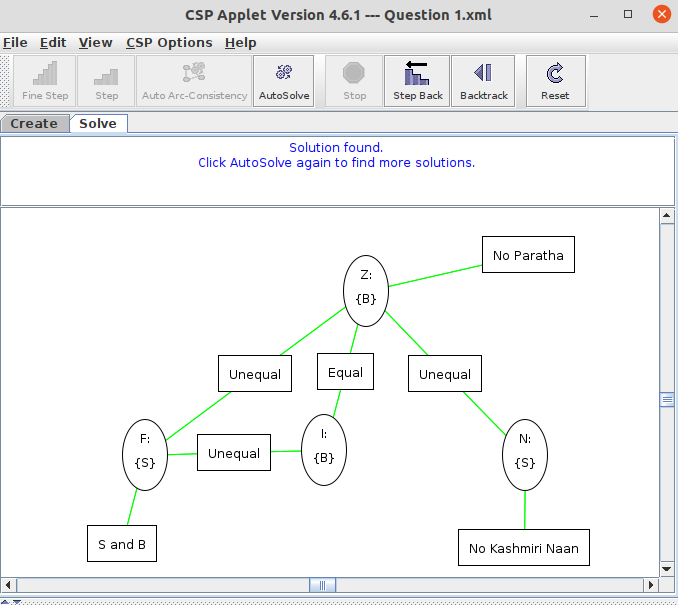 CSP Applet Version 4.6.1 --- Question 1.xml
File Edit View CSP Options Help
Fine Step Step Auto Arc-Consistency AutoSolve Stop Step Back Backtrack Reset
Create Solve
Solution found.
Click AutoSolve again to find more solutions.
No Paratha
Z:
{B}
Unequal Equal Unequal
F: I: N:
{S} {B} {S}
Unequal
S and B No Kashmiri Naan